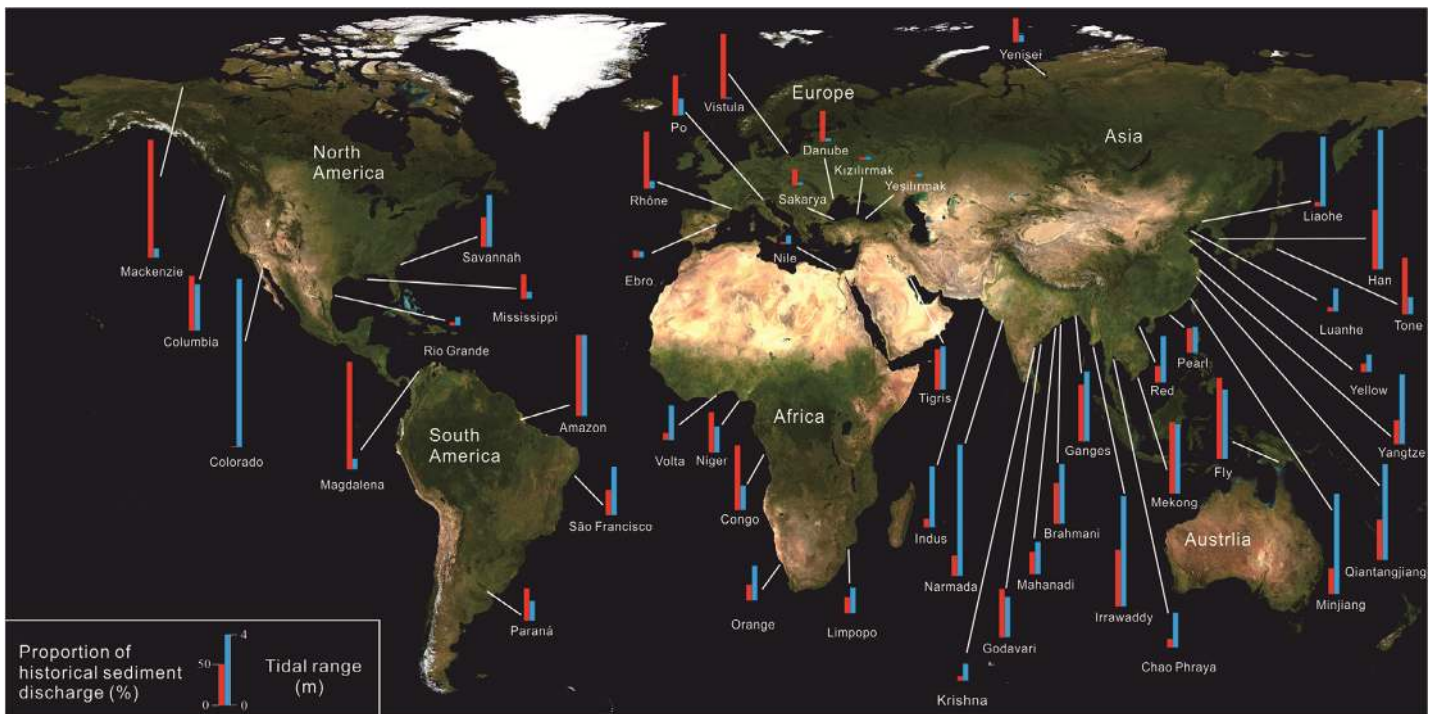 Yenisei
Vistula
Europe
Po
Danube
Asia
North
America
Kızılırmak
Yeşilırmak
Rhône
Sakarya
Liaohe
Savannah
Mackenzie
Ebro
Nile
Han
Mississippi
Luanhe
Tone
Columbia
Rio Grande
Pearl
Red
Yellow
Tigris
Amazon
Africa
Colorado
South
America
Volta
Niger
Ganges
Fly
Yangtze
Magdalena
Mekong
São Francisco
Congo
Indus
Brahmani
Austrlia
Narmada
Mahanadi
Qiantangjiang
Irrawaddy
Minjiang
Paraná
Orange
Limpopo
Godavari
Chao Phraya
Krishna
Proportion of
historical sediment
discharge (%)
50
0
4
0
Tidal range
(m)